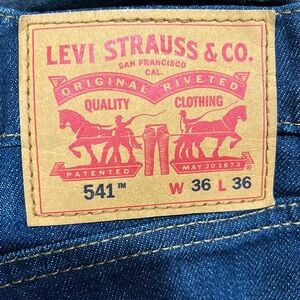 LEVI STRAUSS & CO.
SAN FRANCISCO
CAL.
ORIGINAL RIVETED
QUALITY CLOTHING
PATENTED MAY 20 1873
541™ W 36 L 36